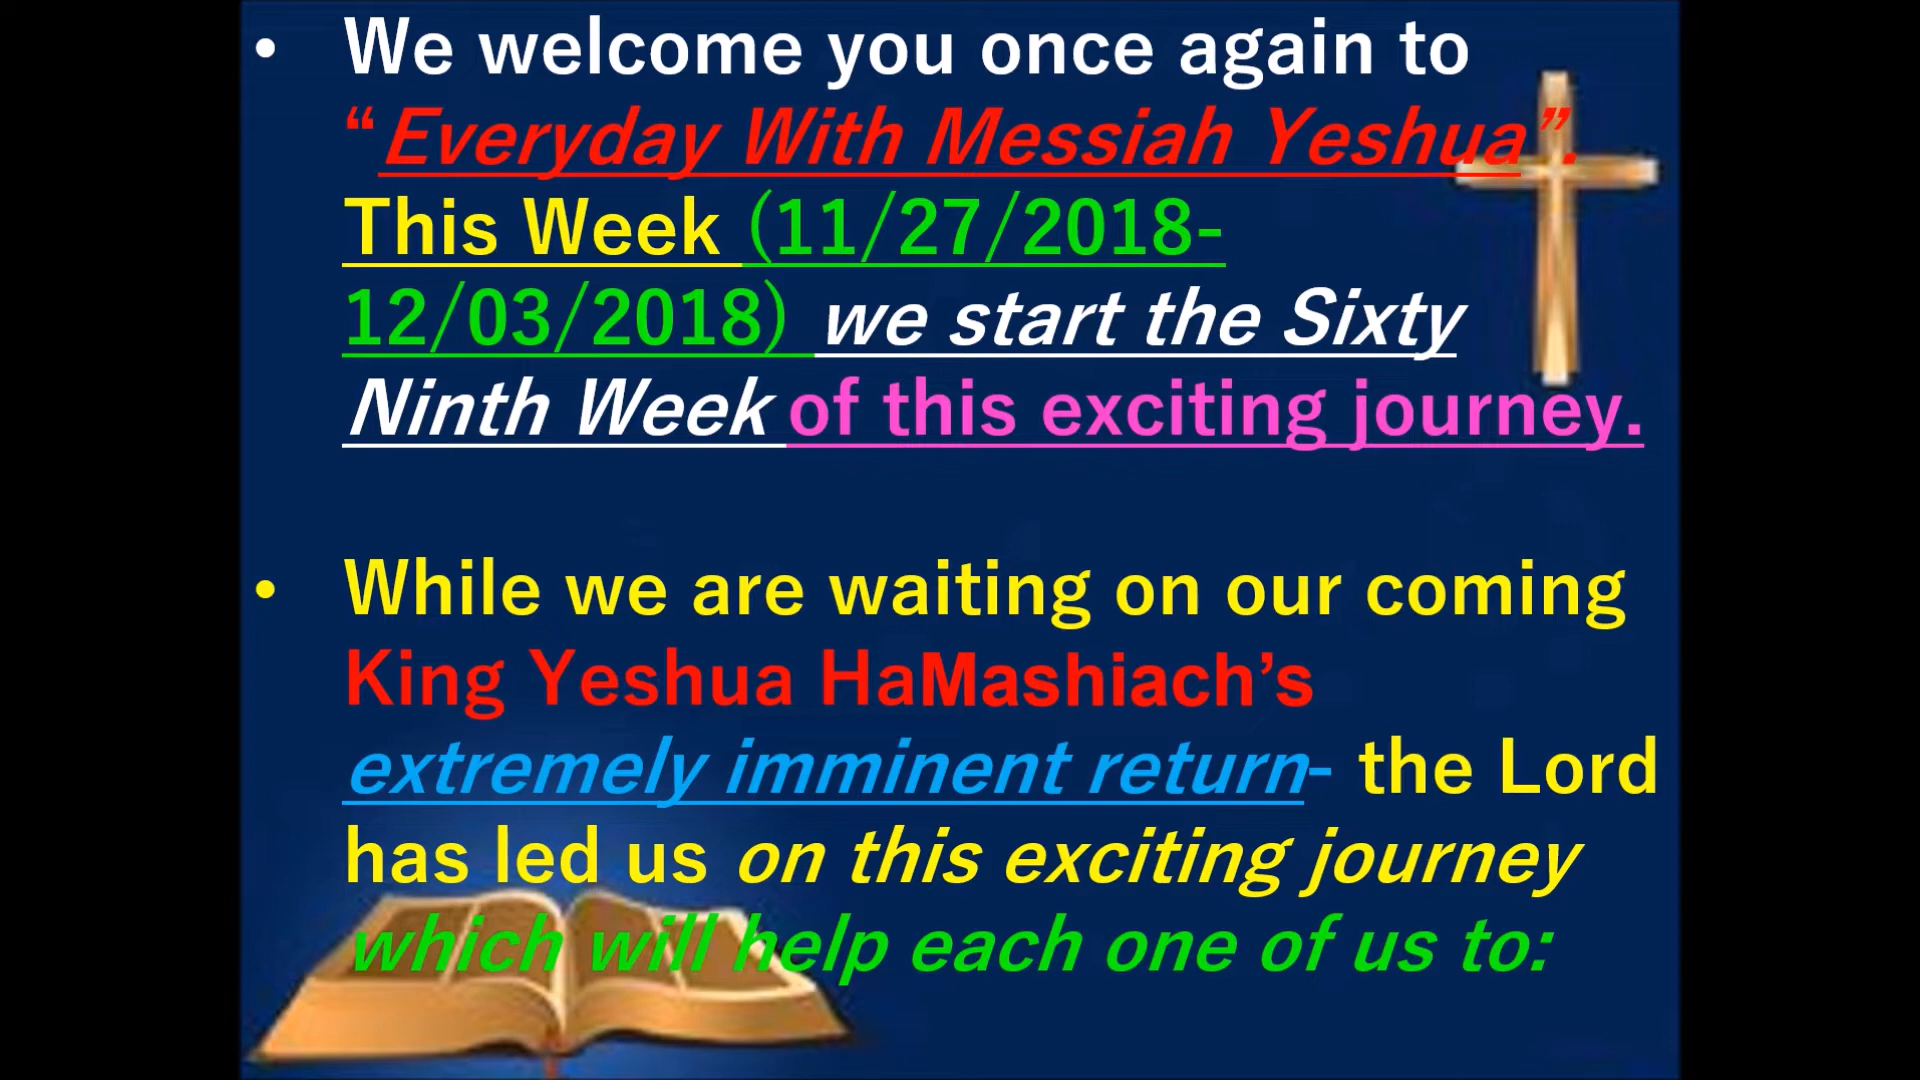 • We welcome you once again to
“Everyday With Messiah Yeshua”.
This Week (11/27/2018-
12/03/2018) we start the Sixty
Ninth Week of this exciting journey.
• While we are waiting on our coming
King Yeshua HaMashiach’s
extremely imminent return- the Lord
has led us on this exciting journey
which will help each one of us to: